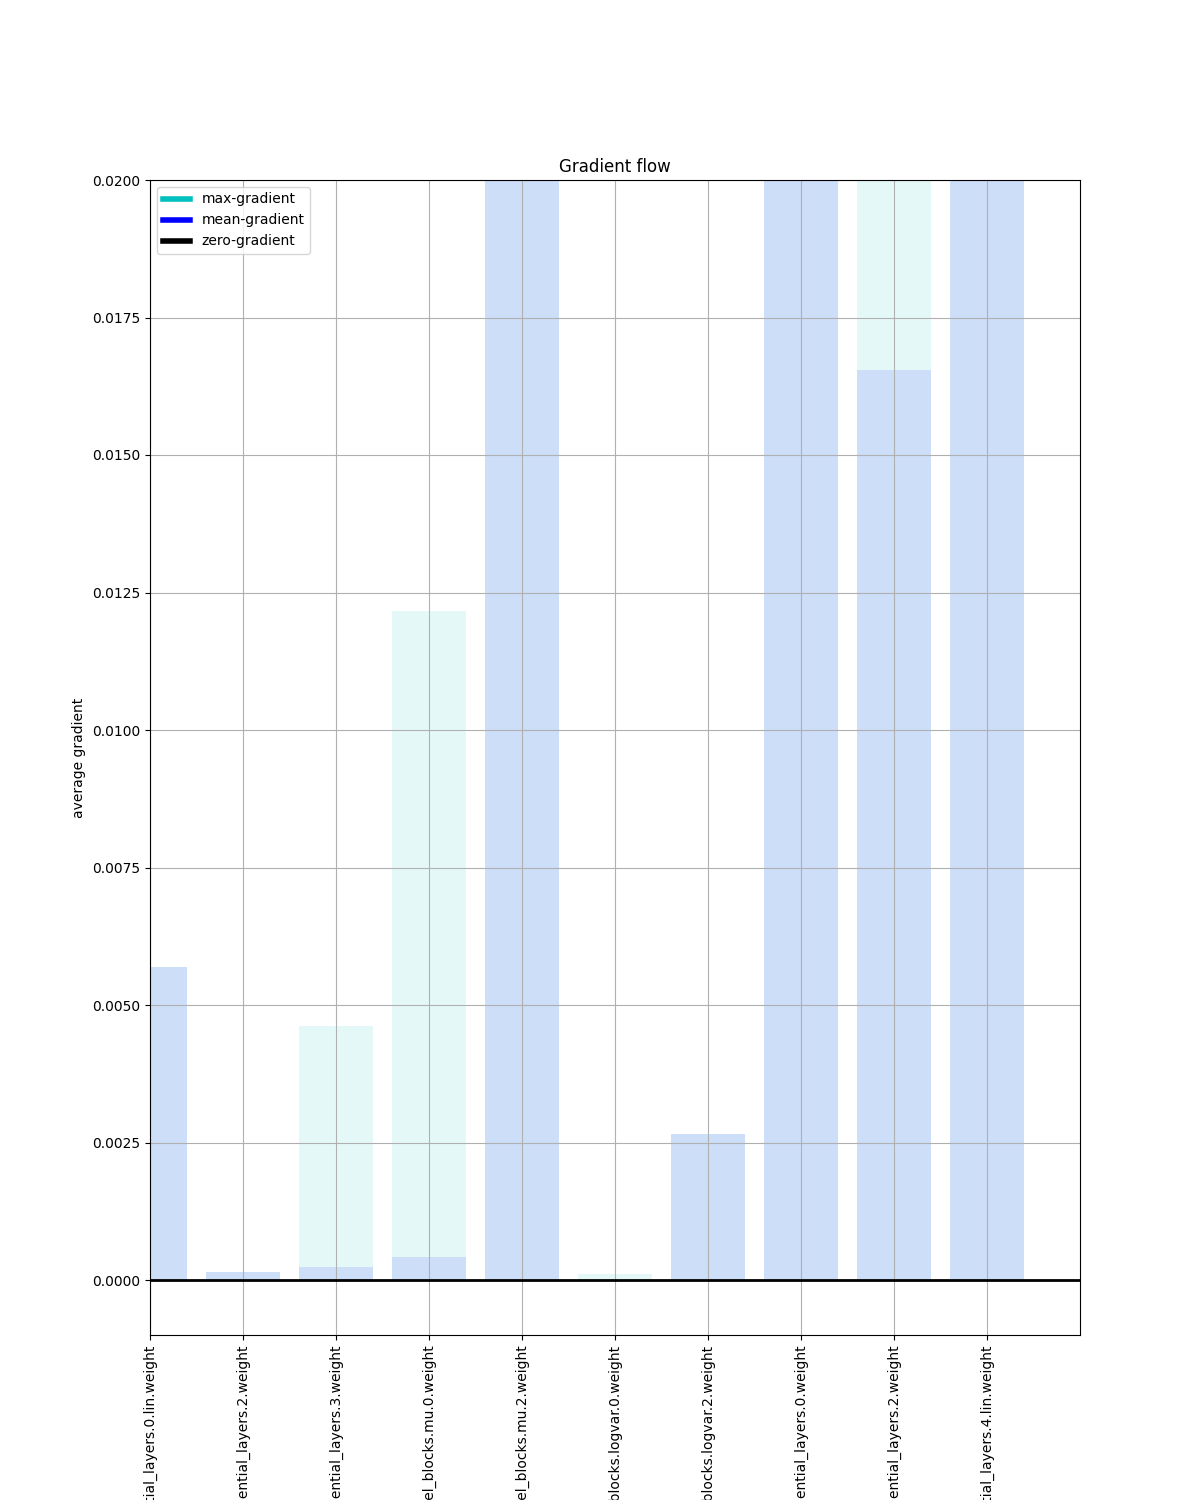 Gradient flow
max-gradient
mean-gradient
zero-gradient
0.0200
0.0175
0.0150
0.0125
0.0100
0.0075
0.0050
0.0025
0.0000
average gradient
tial_layers.0.lin.weight
ential_layers.2.weight
ential_layers.3.weight
el_blocks.mu.0.weight
el_blocks.mu.2.weight
blocks.logvar.0.weight
blocks.logvar.2.weight
ential_layers.0.weight
ential_layers.2.weight
tial_layers.4.lin.weight